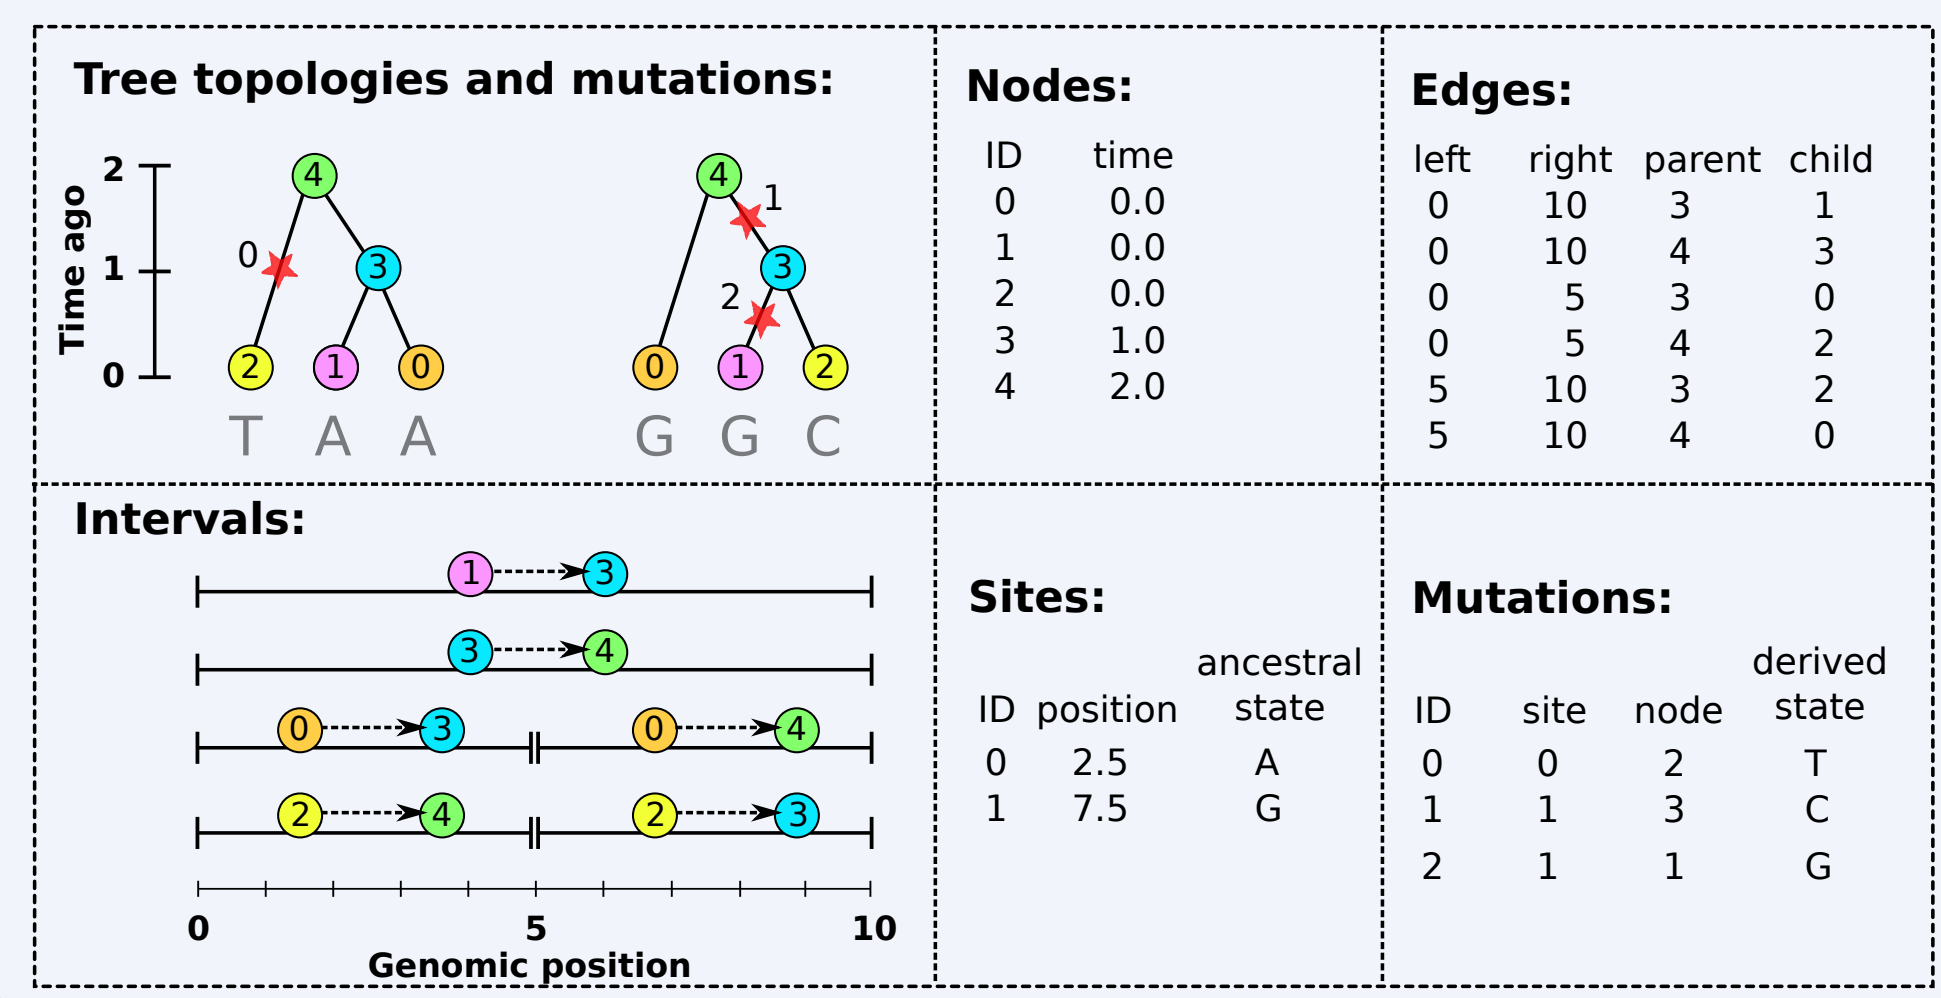 Tree topologies and mutations:
Time ago
2
1
0
4
0
3
2 1 0
T A A
4
1
3
2
0 1 2
G G C
Nodes:
ID time
0 0.0
1 0.0
2 0.0
3 1.0
4 2.0
Edges:
left right parent child
0 10 3 1
0 10 4 3
0 5 3 0
0 5 4 2
5 10 3 2
5 10 4 0
Intervals:
1 3
3 4
0 3 0 4
2 4 2 3
0 5 10
Genomic position
Sites:
ancestral
ID position state
0 2.5 A
1 7.5 G
Mutations:
derived
ID site node state
0 0 2 T
1 1 3 C
2 1 1 G